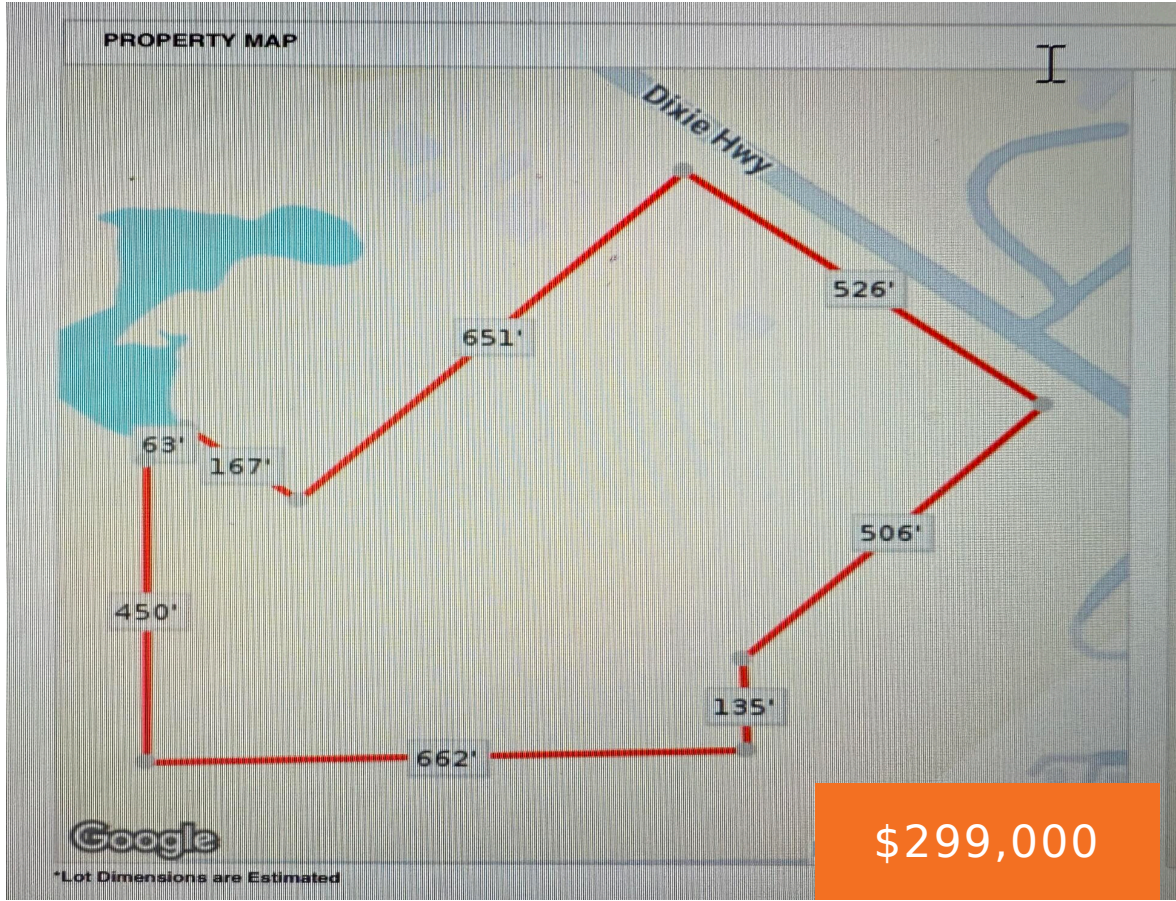 PROPERTY MAP
Dixie Hwy
526'
651'
63'
167'
506'
450'
135'
662'
Google
*Lot Dimensions are Estimated
$299,000